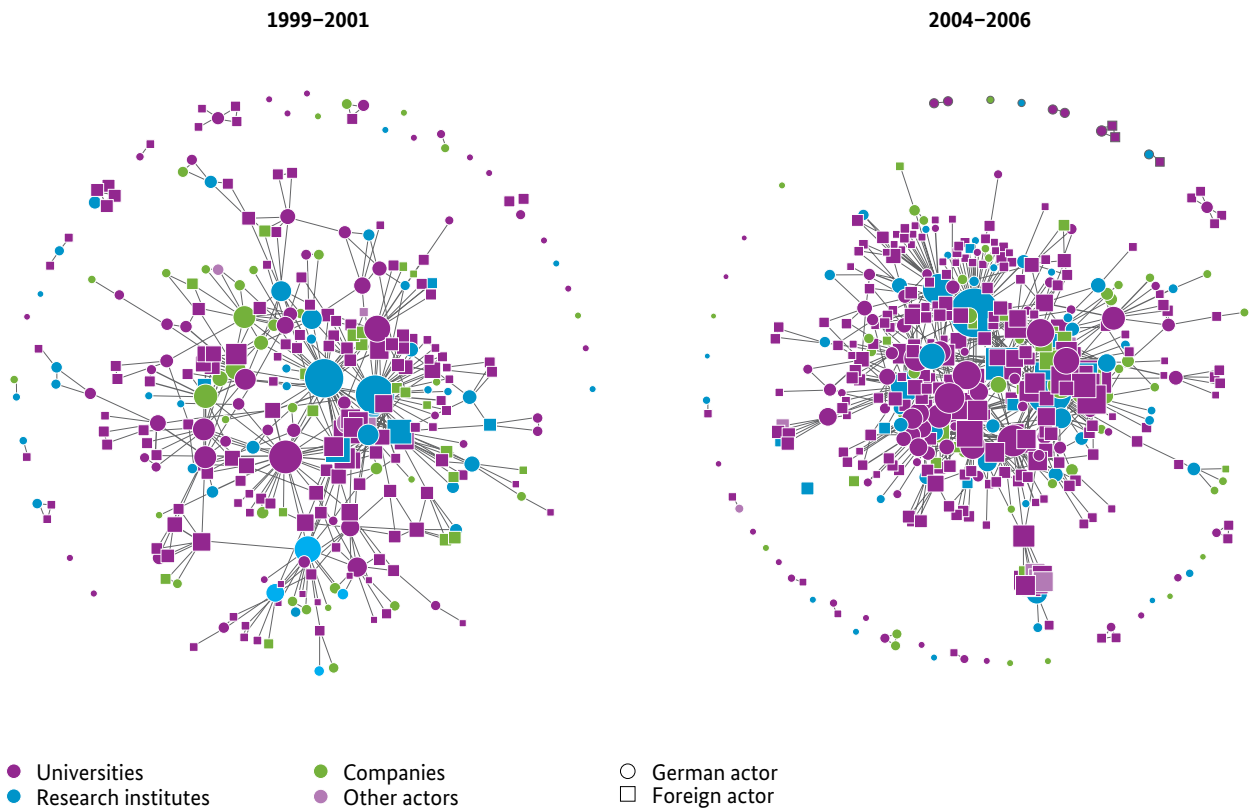 1999–2001
2004–2006
Universities
Research institutes
Companies
Other actors
German actor
Foreign actor